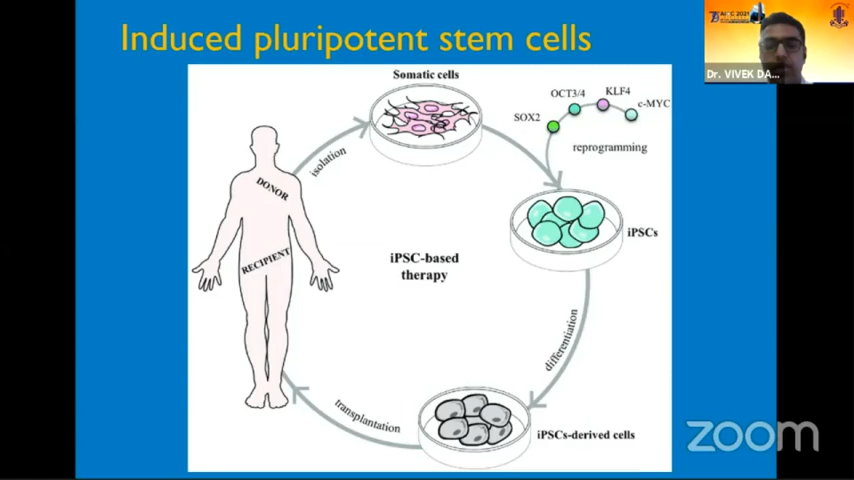 Induced pluripotent stem cells
Somatic cells
OCT3/4
KLF4
c-MYC
SOX2
reprogramming
isolation
DONOR
RECIPIENT
iPSC-based
therapy
iPSCs
differentiation
transplantation
iPSCs-derived cells
2021
Dr. VIVEK DA...
zoom